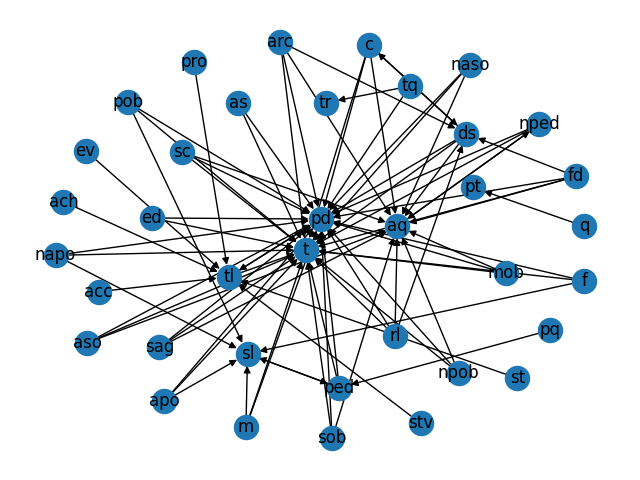 arc
c
pro
naso
tq
pob
as
tr
nped
ds
ev
sc
fd
pt
ach
ed
pd
aq
q
napo
t
tl
mob
f
acc
rl
pq
aso
sag
sl
npob
st
ped
apo
m
sob
stv